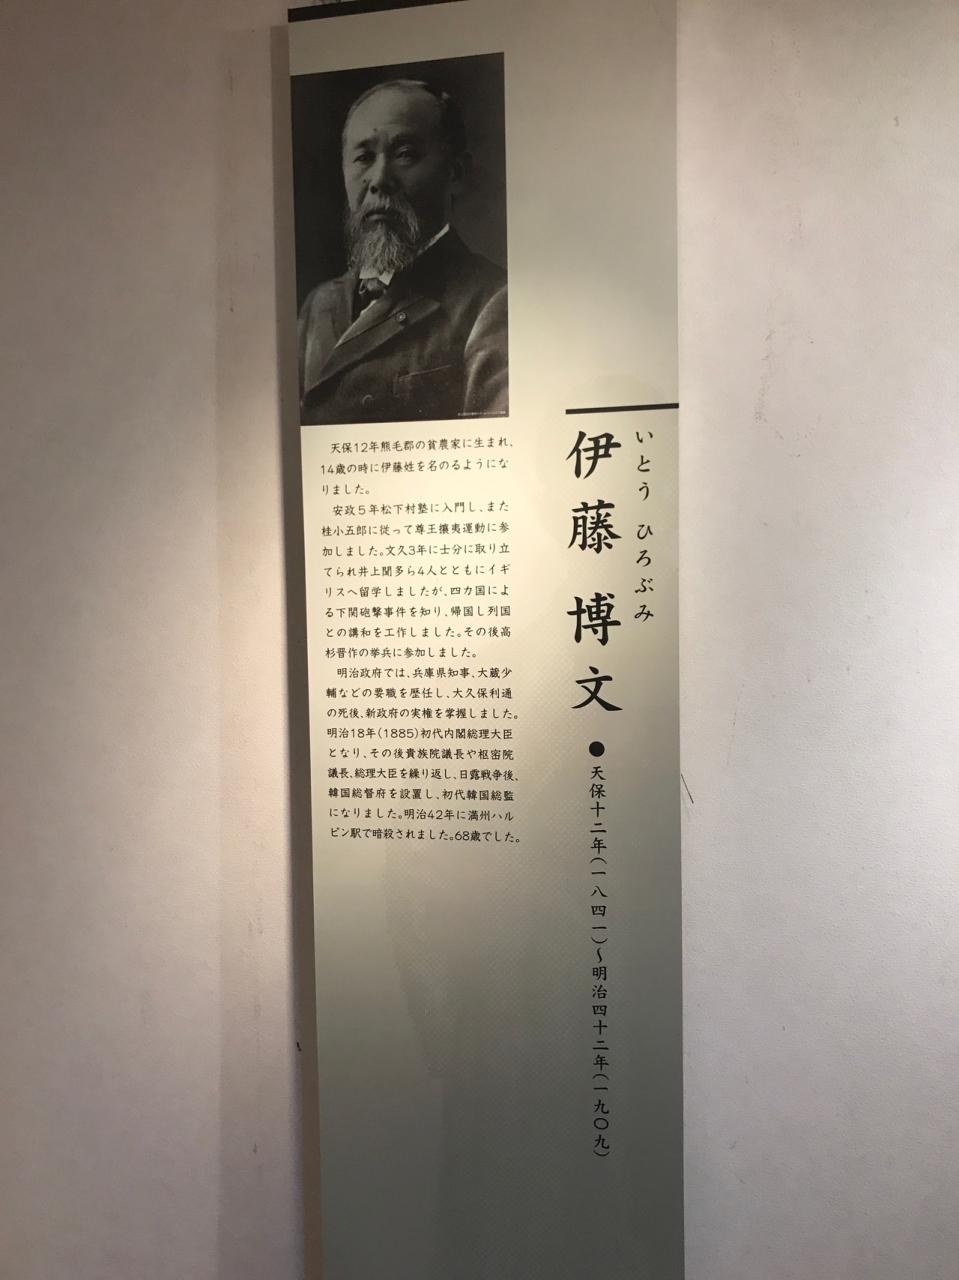 いとう ひろぶみ
伊藤博文●天保十二年(一八四一)〜明治四十二年(一九〇九)
天保12年熊毛郡の貧農家に生まれ、
14歳の時に伊藤姓を名のるようにな
りました。
安政5年松下村塾に入門し、また
桂小五郎に従って尊王攘夷運動に参
加しました。文久3年に士分に取り立
てられ井上聞多ら4人とともにイギ
リスへ留学しましたが、四カ国によ
る下関砲撃事件を知り、帰国し列国
との講和を工作しました。その後高
杉晋作の挙兵に参加しました。
明治政府では、兵庫県知事、大蔵少
輔などの要職を歴任し、大久保利通
の死後、新政府の実権を掌握しました。
明治18年(1885)初代内閣総理大臣
となり、その後貴族院議長や枢密院
議長、総理大臣を繰り返し、日露戦争後、
韓国総督府を設置し、初代韓国総監
になりました。明治42年に満州ハル
ピン駅で暗殺されました。68歳でした。